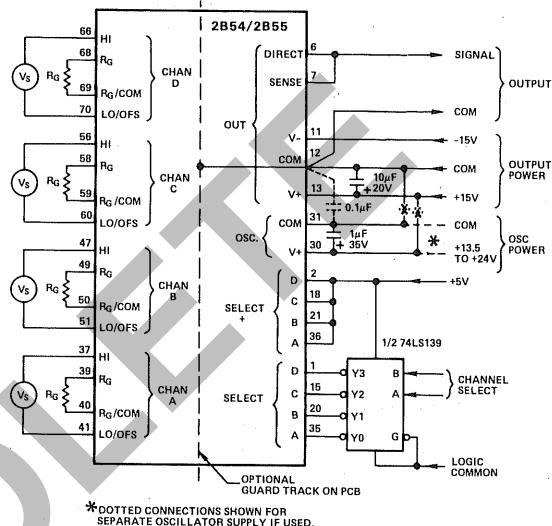 2B54/2B55
66 HI
68 RG
VS RG
69 RG/COM
70 LO/OFS
CHAN D
56 HI
58 RG
VS RG
59 RG/COM
60 LO/OFS
CHAN C
47 HI
49 RG
VS RG
50 RG/COM
51 LO/OFS
CHAN B
37 HI
39 RG
VS RG
40 RG/COM
41 LO/OFS
CHAN A
OUT
DIRECT 6 SIGNAL
SENSE 7
COM
OUTPUT
V- 11 -15V
COM 12 COM
10μF
+ 20V
V+ 13 +15V
OUTPUT POWER
0.1μF
OSC.
COM 31 COM
1μF
+ 35V
* *
*
V+ 30 +13.5 TO +24V
OSC POWER
SELECT +
D 2 +5V
C 18
B 21
A 36
1/2 74LS139
SELECT
D 1 Y3 B
C 15 Y2 A
B 20 Y1
A 35 Y0 G
CHANNEL SELECT
LOGIC COMMON
OPTIONAL
GUARD TRACK ON PCB
*DOTTED CONNECTIONS SHOWN FOR
SEPARATE OSCILLATOR SUPPLY IF USED.
OLETE